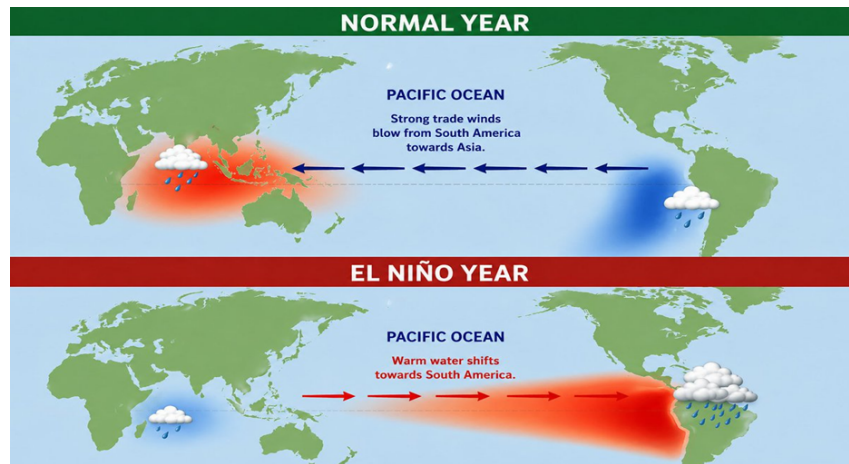 NORMAL YEAR
PACIFIC OCEAN
Strong trade winds
blow from South America
towards Asia.
EL NIÑO YEAR
PACIFIC OCEAN
Warm water shifts
towards South America.